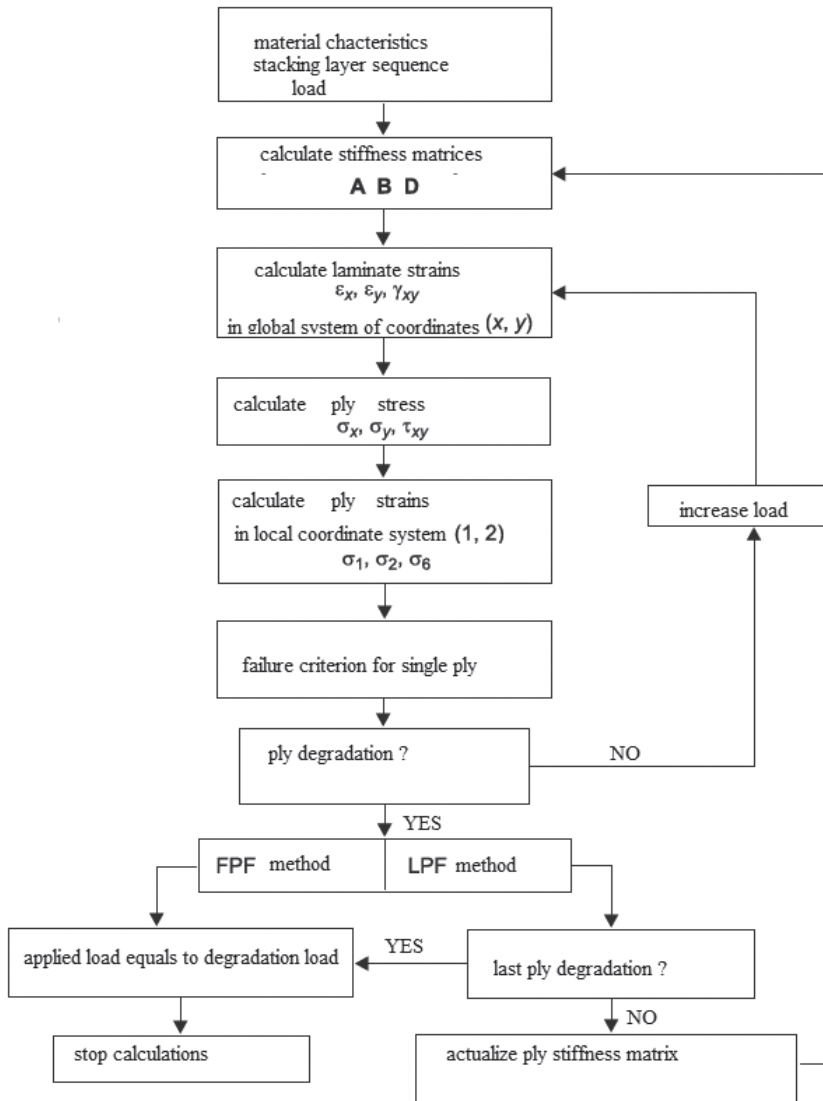 material chacteristics
stacking layer sequence
load
calculate stiffness matrices
A B D
calculate laminate strains
εx, εy, γxy
in global system of coordinates (x, y)
calculate ply stress
σx, σy, τxy
calculate ply strains
in local coordinate system (1, 2)
σ1, σ2, σ6
increase load
failure criterion for single ply
ply degradation ?
NO
YES
FPF method
LPF method
applied load equals to degradation load
YES
last ply degradation ?
NO
stop calculations
actualize ply stiffness matrix